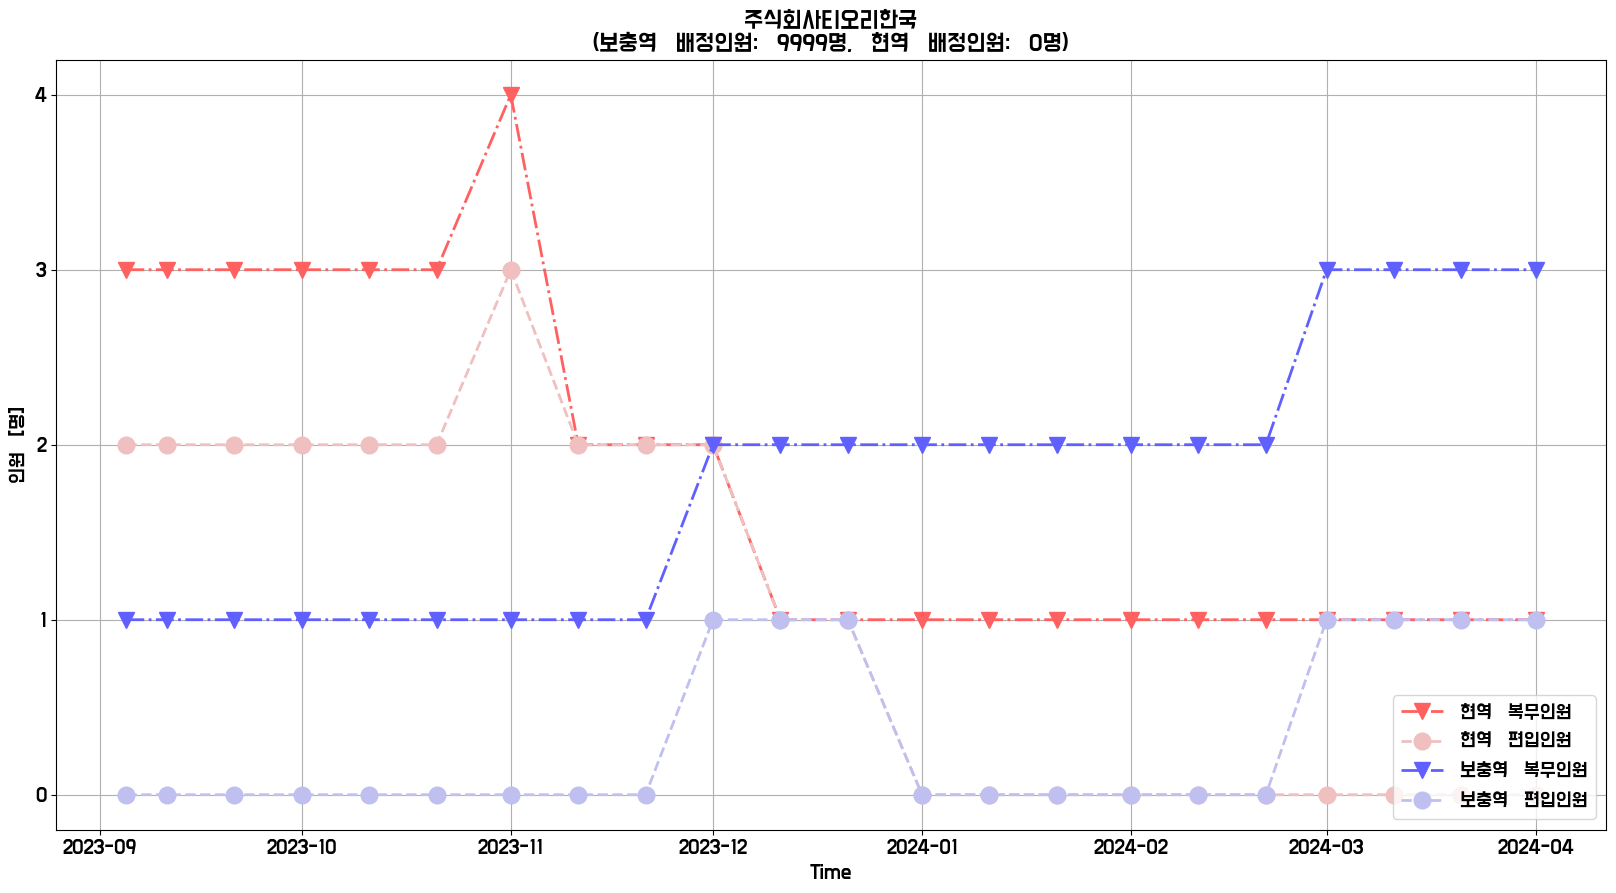 주식회사티오리한국
(보충역 배정인원: 9999명, 현역 배정인원: 0명)
인원 [명]
4
3
2
1
0
현역 복무인원
현역 편입인원
보충역 복무인원
보충역 편입인원
2023-09 2023-10 2023-11 2023-12 2024-01 2024-02 2024-03 2024-04
Time